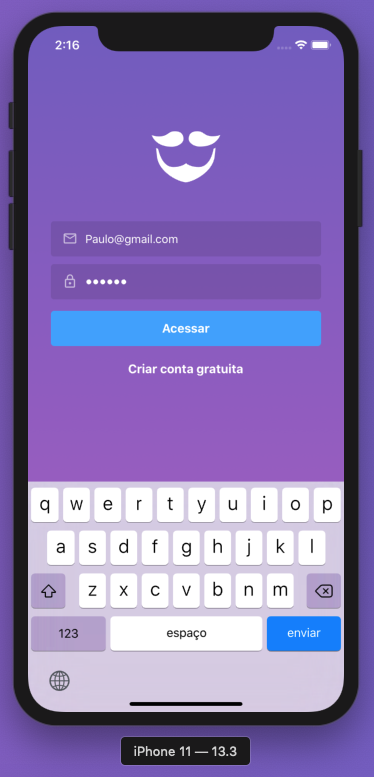 2:16
Paulo@gmail.com
••••••
Acessar
Criar conta gratuita
q w e r t y u i o p
a s d f g h j k l
z x c v b n m
123 espaço enviar
iPhone 11 — 13.3